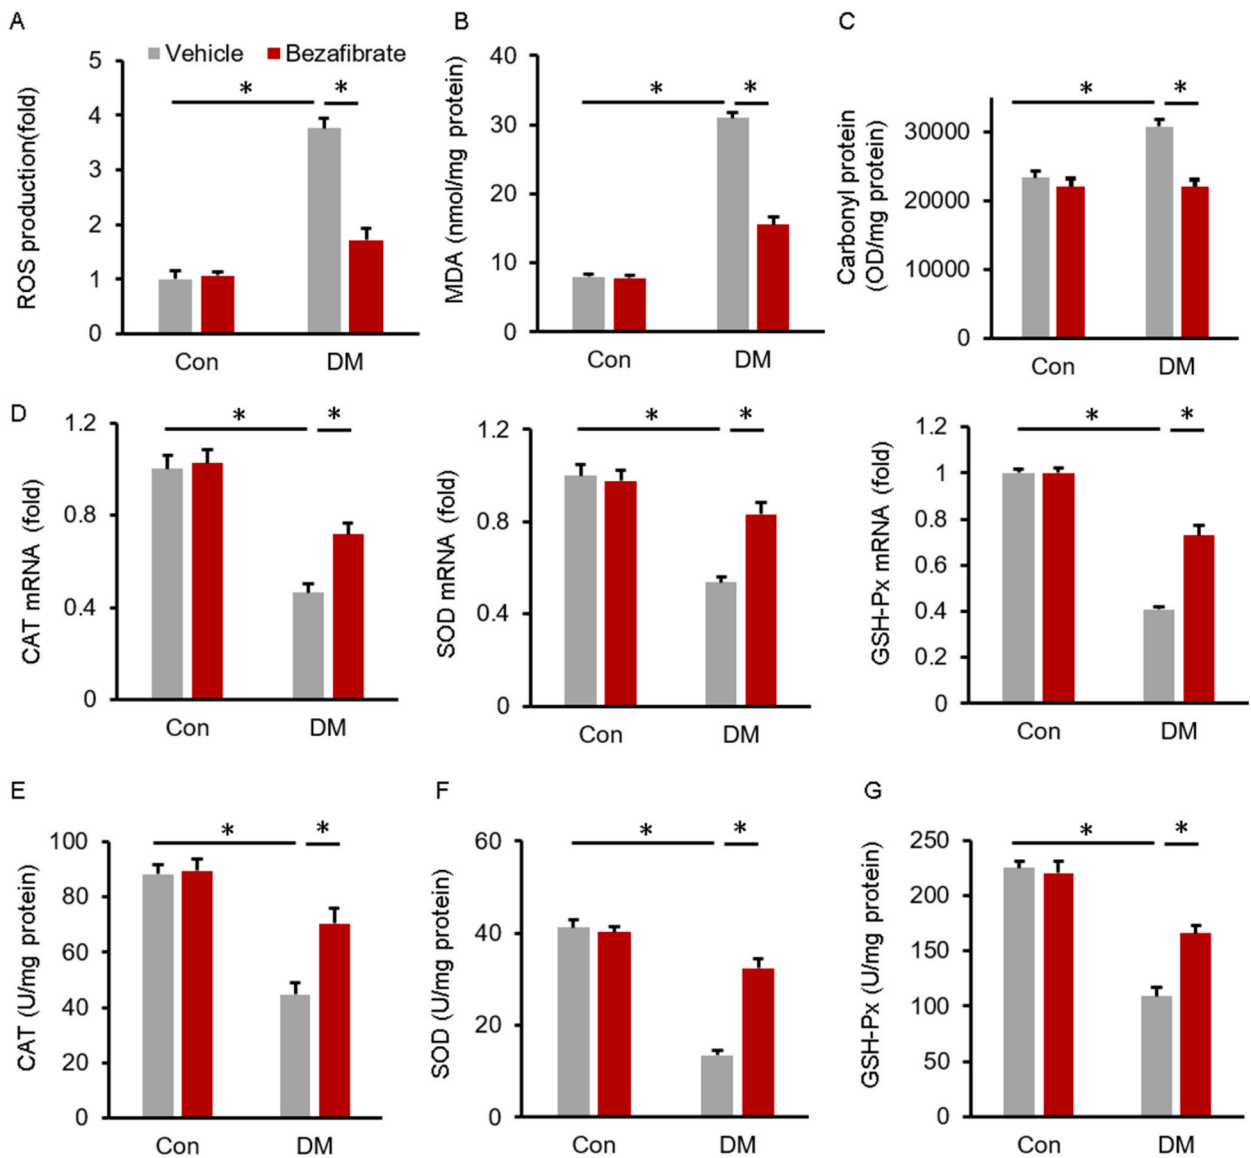 A
Vehicle Bezafibrate
ROS production(fold)
5
4
3
2
1
0
* *
Con DM
B
MDA (nmol/mg protein)
40
30
20
10
0
* *
Con DM
C
Carbonyl protein
(OD/mg protein)
30000
20000
10000
0
* *
Con DM
D
CAT mRNA (fold)
1.2
0.8
0.4
0
* *
Con DM
SOD mRNA (fold)
1.2
0.8
0.4
0
* *
Con DM
GSH-Px mRNA (fold)
1.2
1
0.8
0.6
0.4
0.2
0
* *
Con DM
E
CAT (U/mg protein)
100
80
60
40
20
0
* *
Con DM
F
SOD (U/mg protein)
60
40
20
0
* *
Con DM
G
GSH-Px (U/mg protein)
250
200
150
100
50
0
* *
Con DM